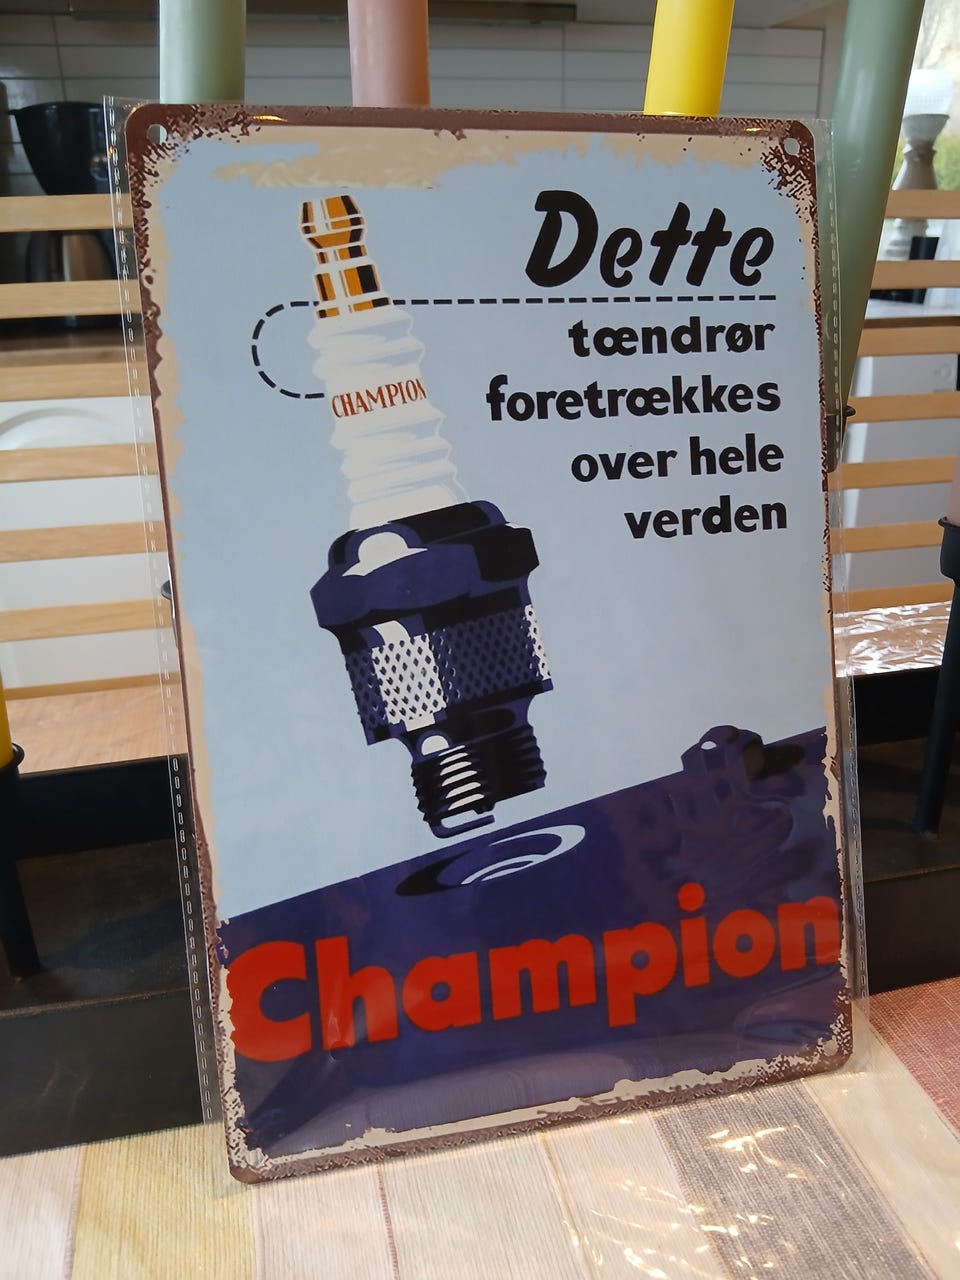 Dette
tændrør
foretrækkes
over hele
verden
CHAMPION
Champion